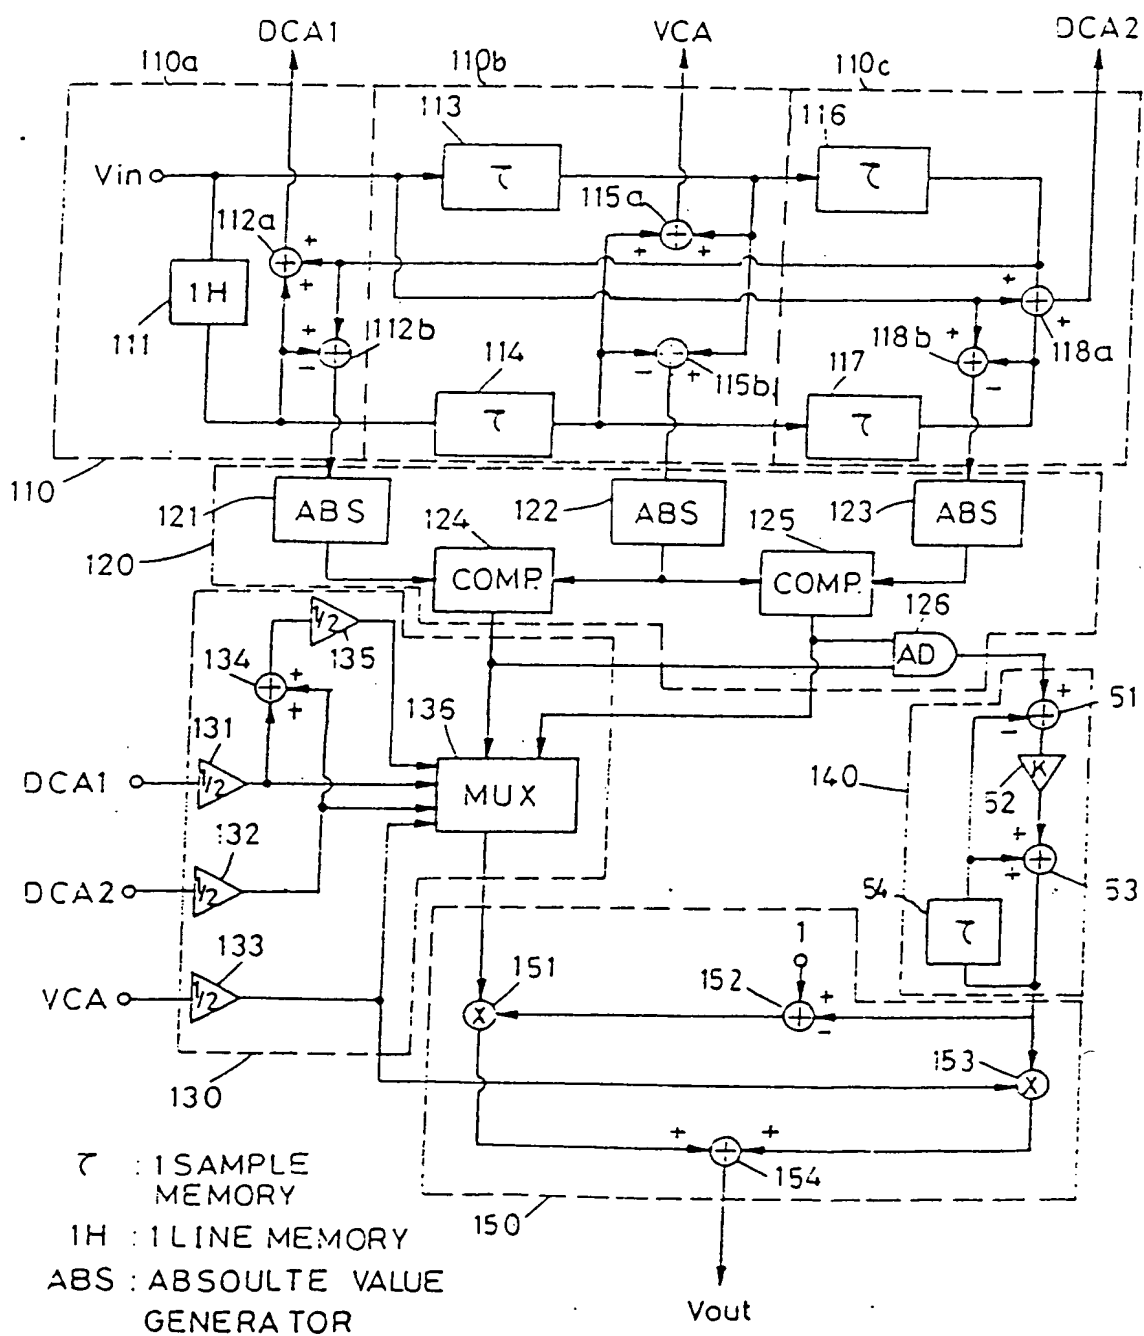 DCA1 VCA DCA2
110a 110b 110c
113 116
Vin τ τ
112a 115a
+ + + +
1H
111 112b 114 115b 117 118b 118a
+ + - - + + - + +
τ τ
110
121 ABS 122 ABS 123 ABS
120 124 125
COMP. COMP.
126
AD
1/2 135
134 + +
136
51 + -
131
DCA1 1/2 MUX 140 K 52
132
DCA2 1/2 + + 53
54 τ
133 1
VCA 1/2 151 152 + -
X
153
130 X
+ + 154
150
τ : 1 SAMPLE
MEMORY
1H : 1 LINE MEMORY
ABS : ABSOULTE VALUE
GENERATOR
Vout